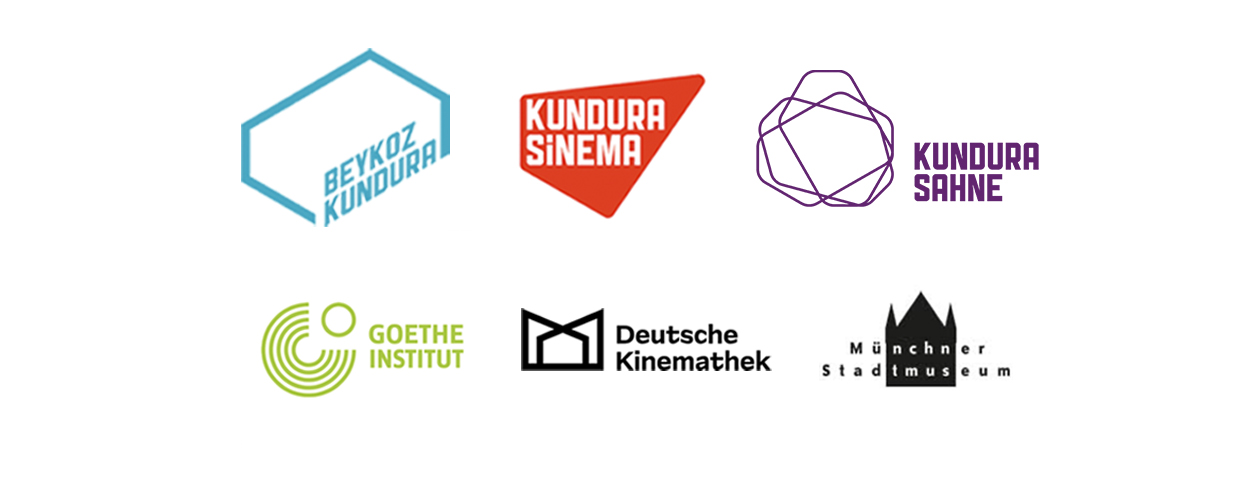 BEYKOZ
KUNDURA
KUNDURA
SiNEMA
KUNDURA
SAHNE
GOETHE
INSTITUT
Deutsche
Kinemathek
Münchner
Stadtmuseum